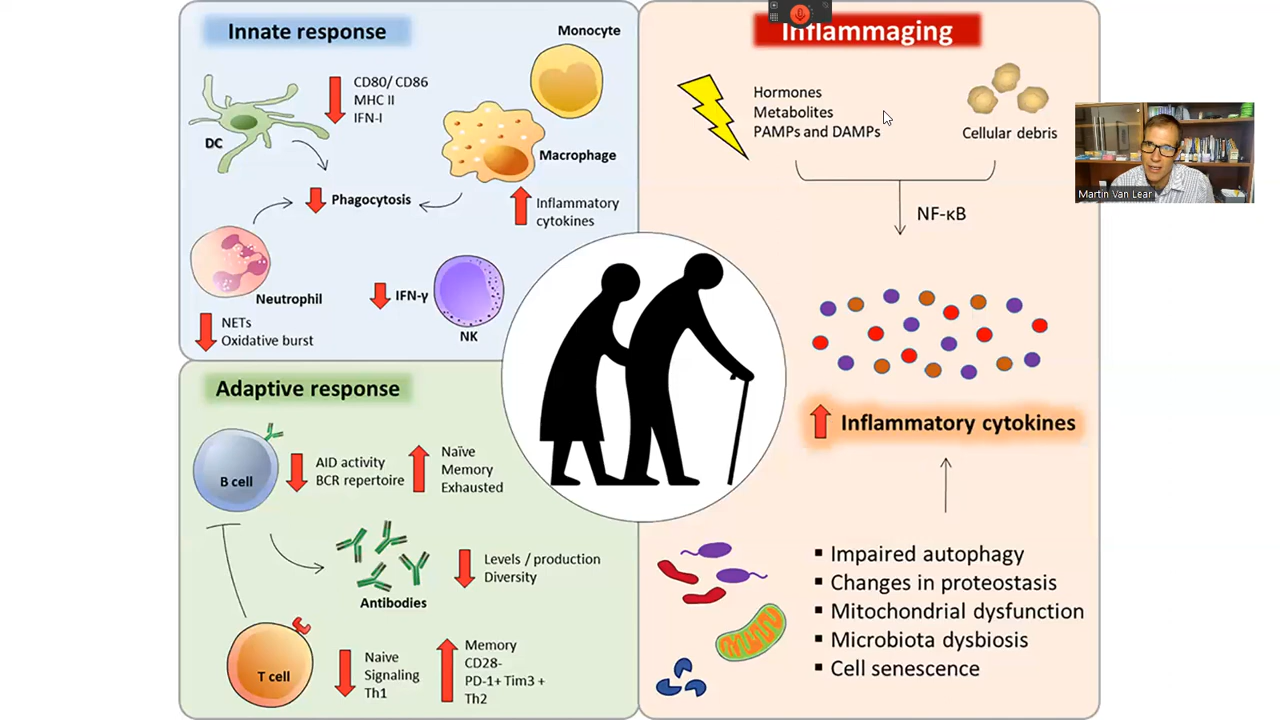 Innate response
Monocyte
CD80/ CD86
MHC II
IFN-I
DC
Macrophage
Phagocytosis
Inflammatory
cytokines
Neutrophil
IFN-γ
NK
NETs
Oxidative burst
Adaptive response
B cell
AID activity
BCR repertoire
Naïve
Memory
Exhausted
Levels / production
Diversity
Antibodies
T cell
Naive
Signaling
Th1
Memory
CD28-
PD-1+ Tim3 +
Th2
Inflammaging
Hormones
Metabolites
PAMPs and DAMPs
Cellular debris
NF-κB
Inflammatory cytokines
▪ Impaired autophagy
▪ Changes in proteostasis
▪ Mitochondrial dysfunction
▪ Microbiota dysbiosis
▪ Cell senescence
Martin Van Lear